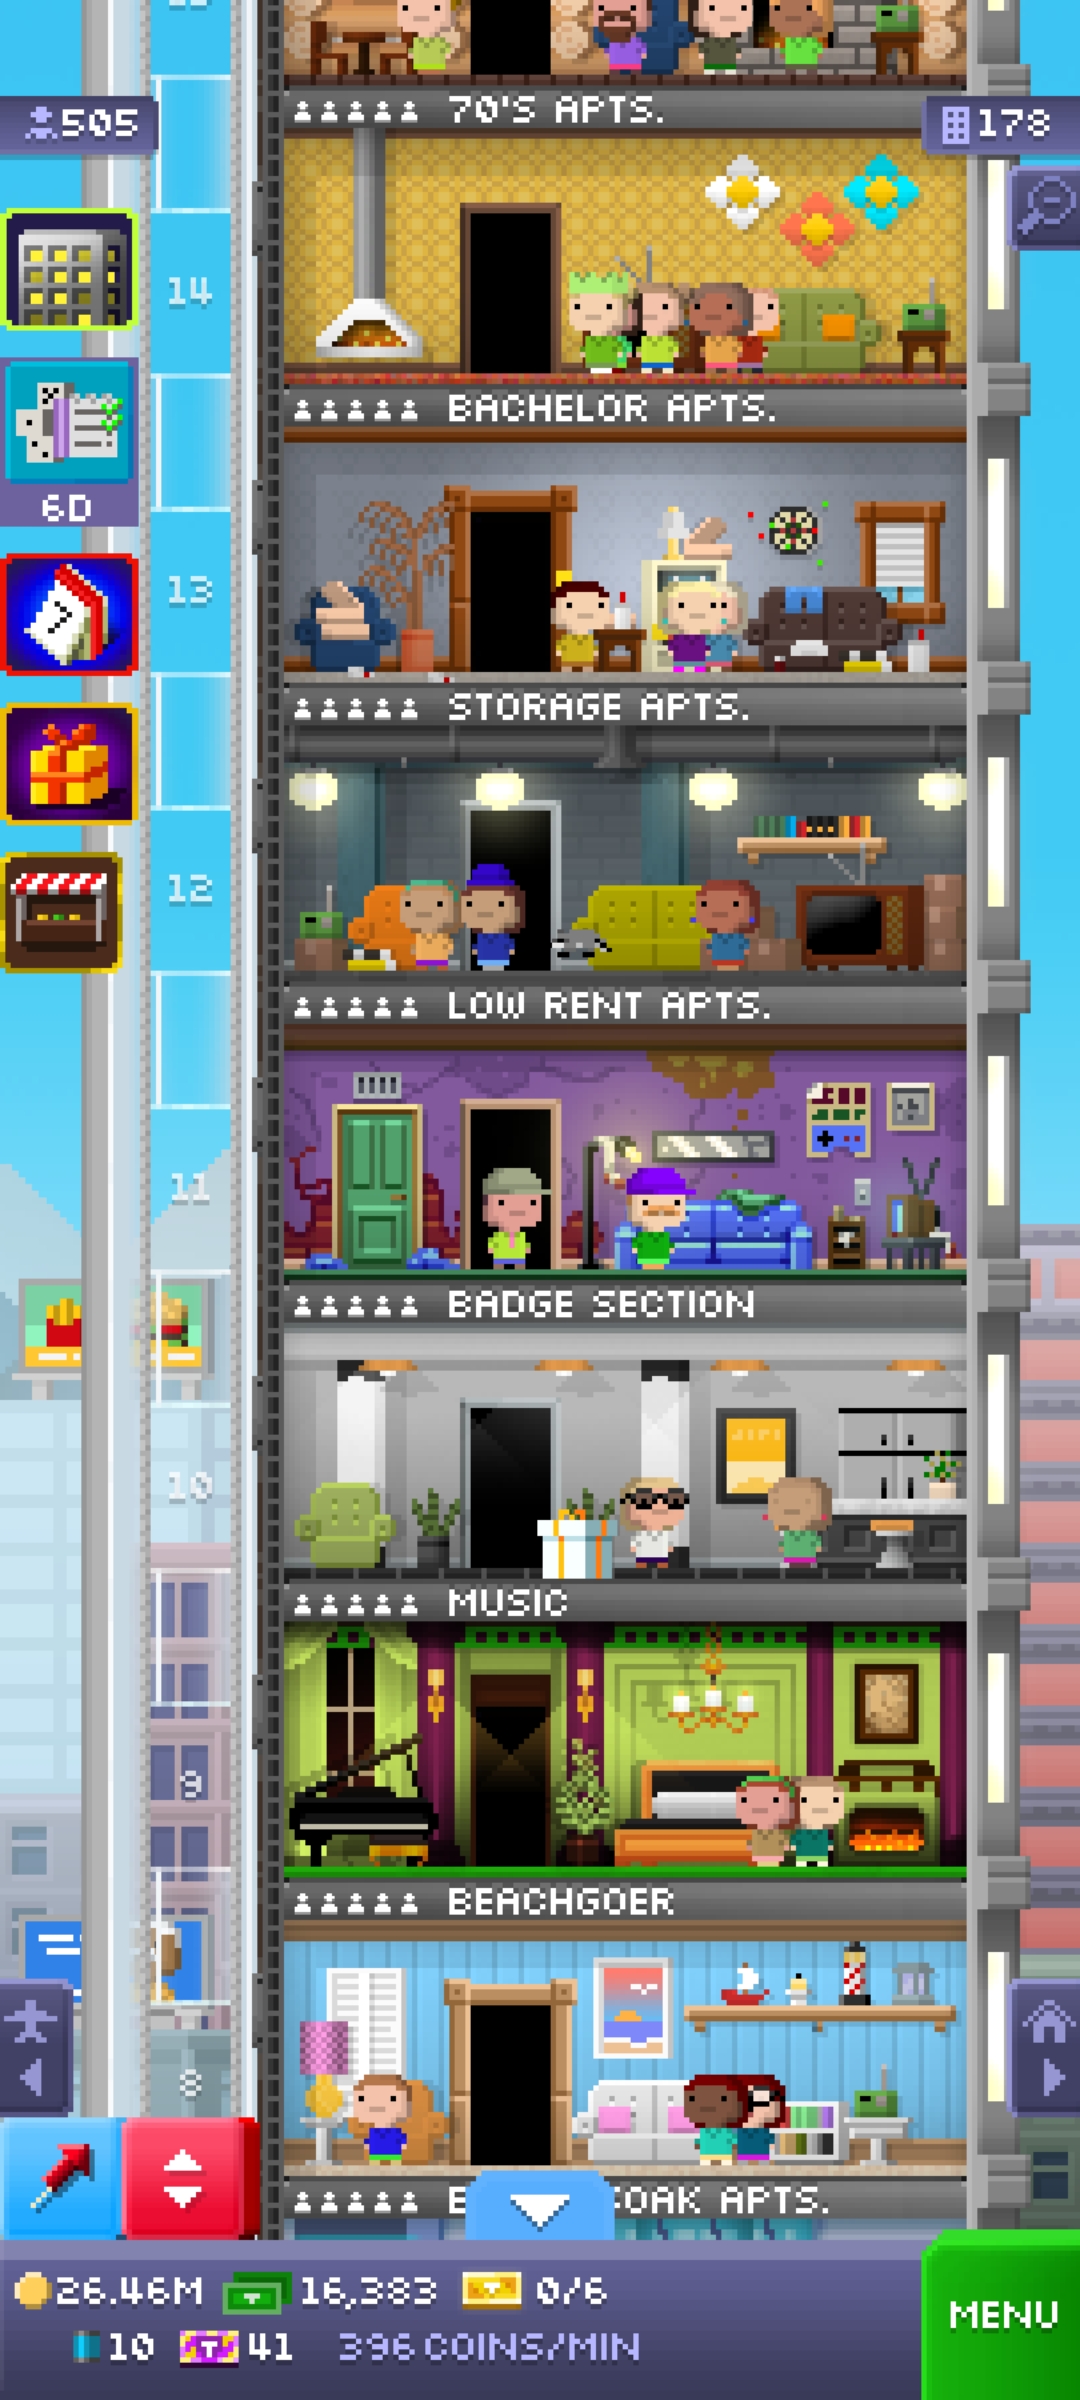 70'S APTS.
505
178
14
BACHELOR APTS.
6D
13
7
STORAGE APTS.
12
LOW RENT APTS.
11
BADGE SECTION
10
MUSIC
9
BEACHGOER
8
OAK APTS.
26.46M 16,383 0/6
MENU
10 41 396 COINS/MIN